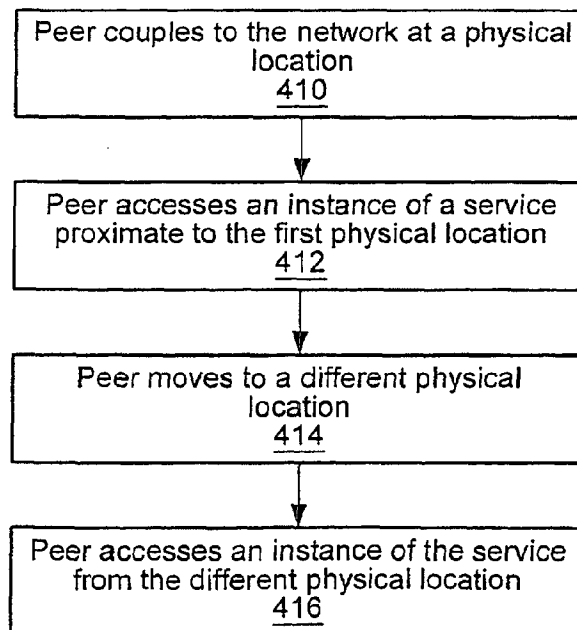 Peer couples to the network at a physical
location
410
Peer accesses an instance of a service
proximate to the first physical location
412
Peer moves to a different physical
location
414
Peer accesses an instance of the service
from the different physical location
416